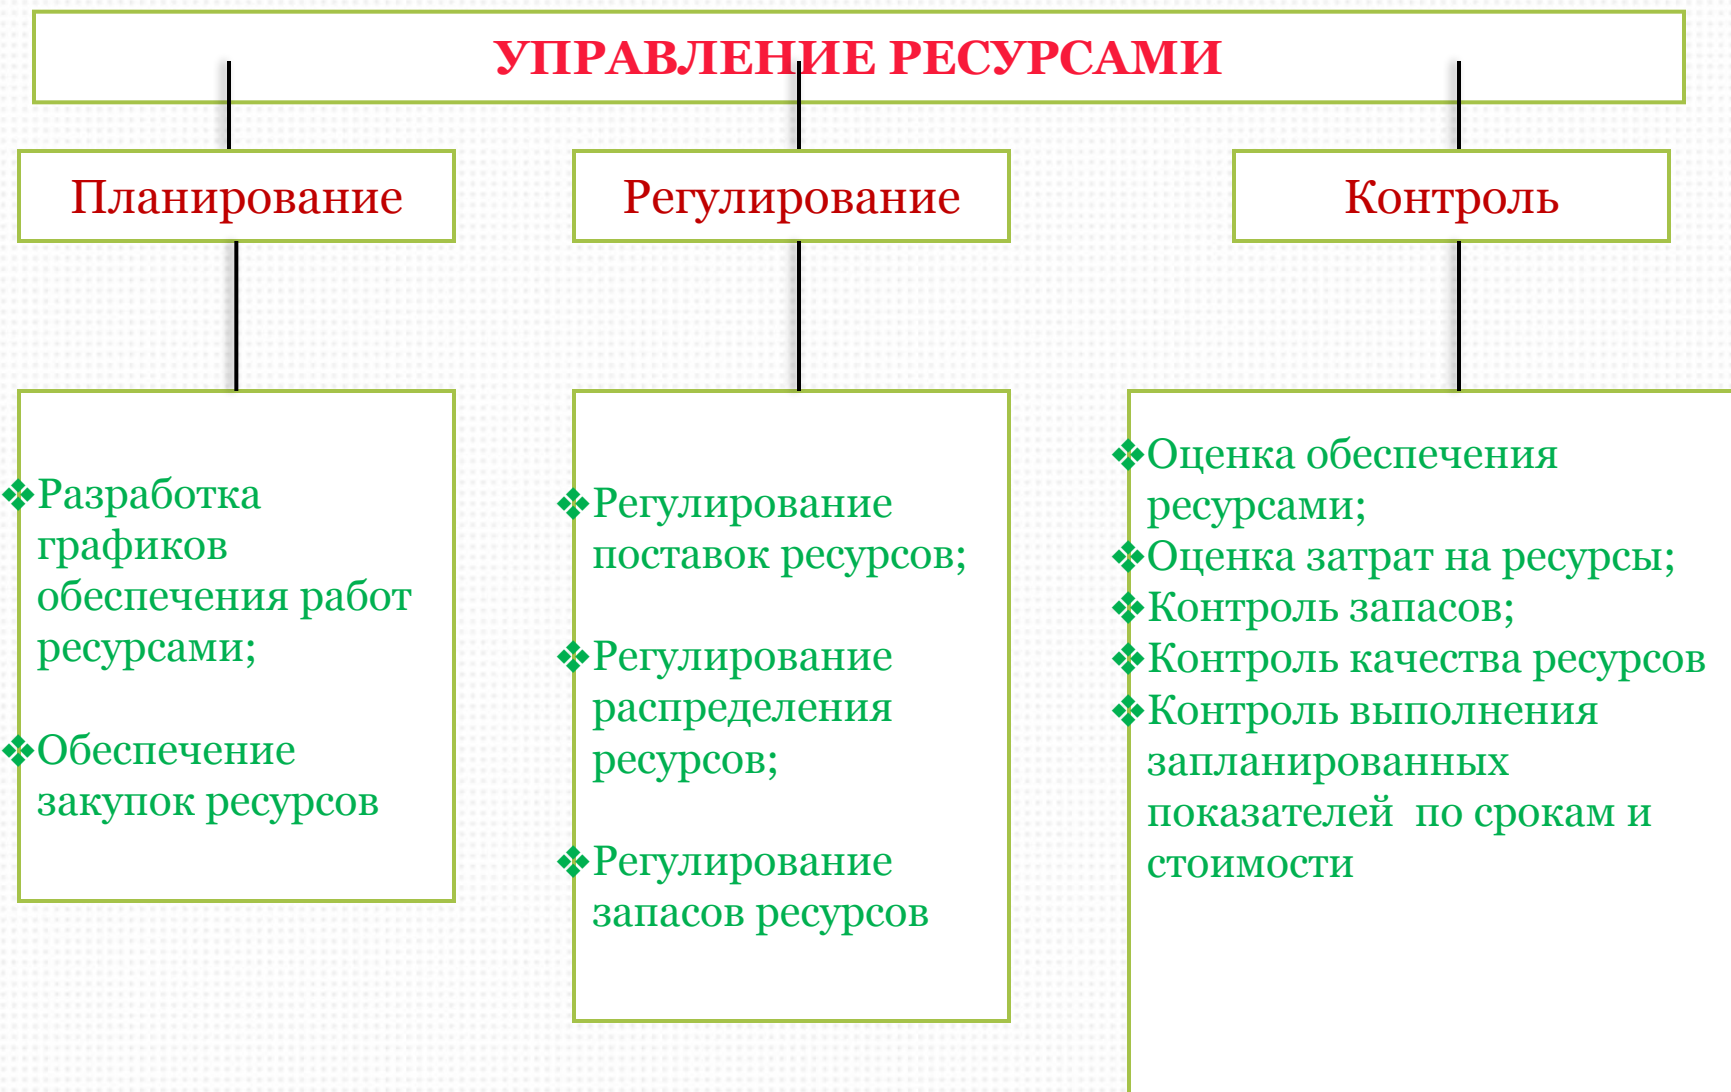 УПРАВЛЕНИЕ РЕСУРСАМИ
Планирование
Регулирование
Контроль
❖Разработка
графиков
обеспечения работ
ресурсами;
❖Обеспечение
закупок ресурсов
❖Регулирование
поставок ресурсов;
❖Регулирование
распределения
ресурсов;
❖Регулирование
запасов ресурсов
❖Оценка обеспечения
ресурсами;
❖Оценка затрат на ресурсы;
❖Контроль запасов;
❖Контроль качества ресурсов
❖Контроль выполнения
запланированных
показателей  по срокам и
стоимости